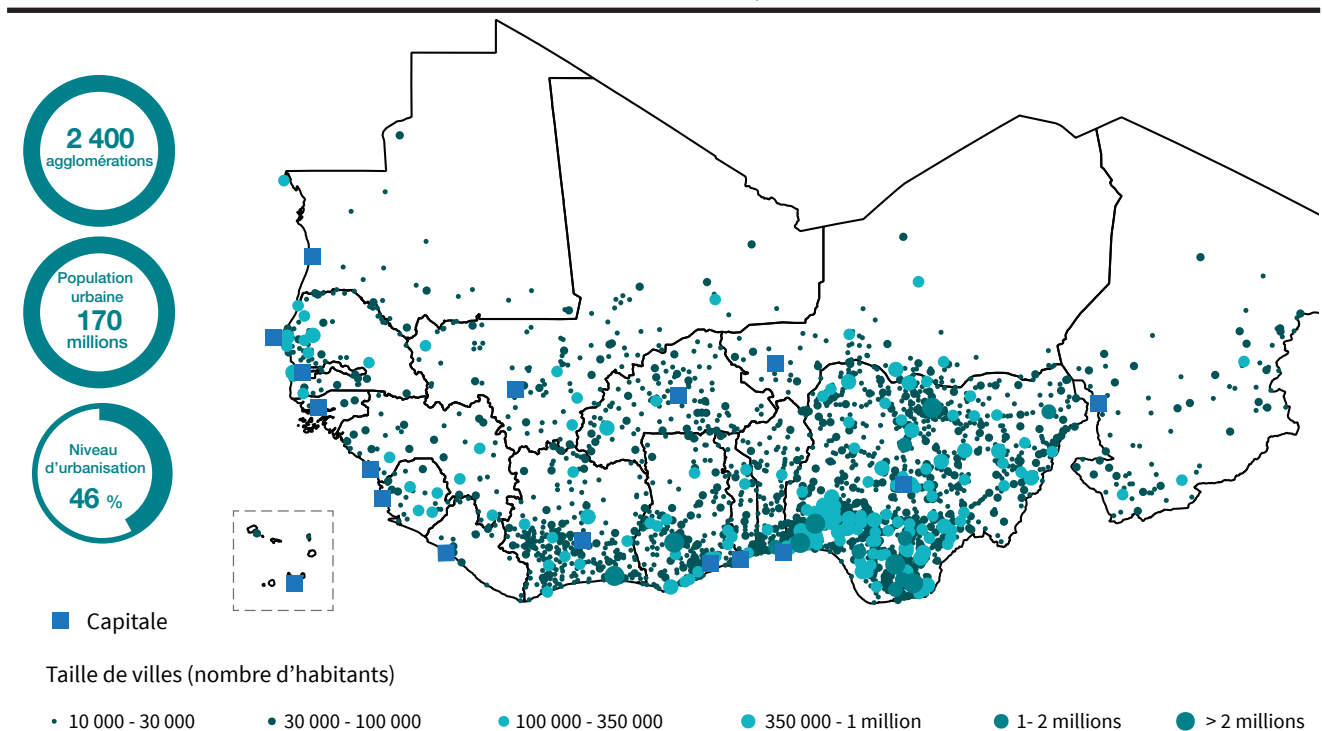 2 400
agglomérations
Population
urbaine
170
millions
Niveau
d’urbanisation
46 %
Capitale
Taille de villes (nombre d’habitants)
10 000 - 30 000
30 000 - 100 000
100 000 - 350 000
350 000 - 1 million
1- 2 millions
> 2 millions